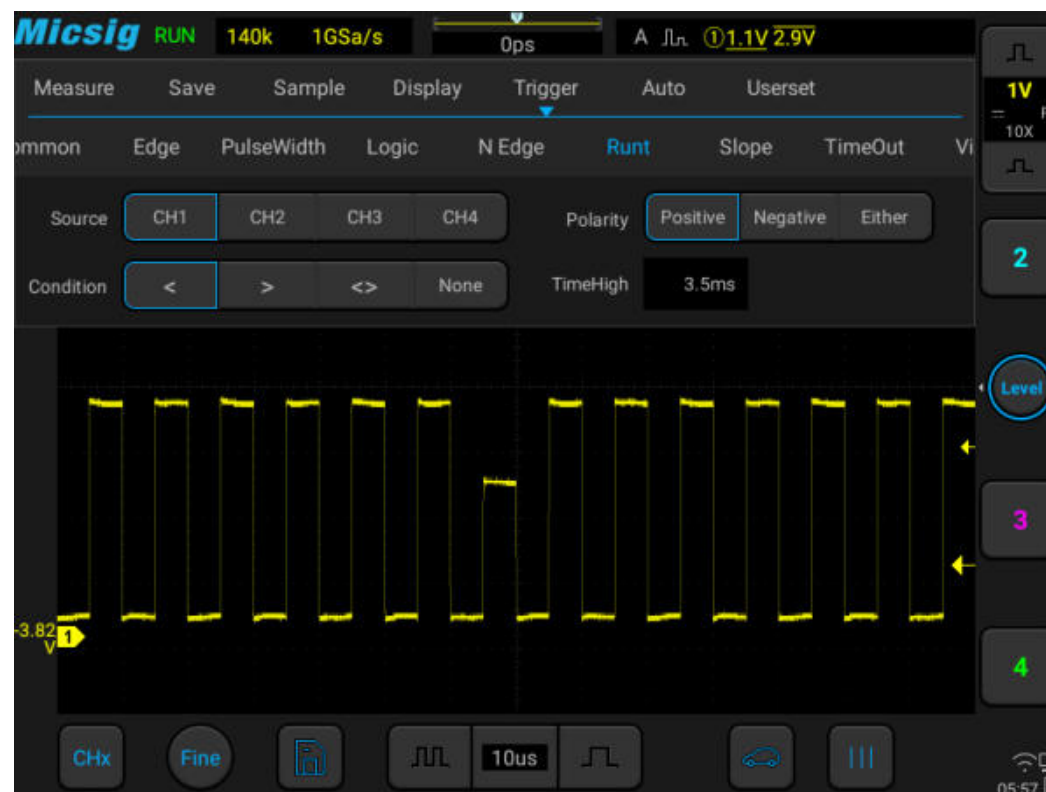 Micsig RUN 140k 1GSa/s 0ps A ①1.1V 2.9V
Measure Save Sample Display Trigger Auto Userset
ommon Edge PulseWidth Logic N Edge Runt Slope TimeOut Vi
Source CH1 CH2 CH3 CH4 Polarity Positive Negative Either
Condition < > <> None TimeHigh 3.5ms
1V
10X
2
Level
3
-3.82
V 1
4
CHx Fine 10us
05:57